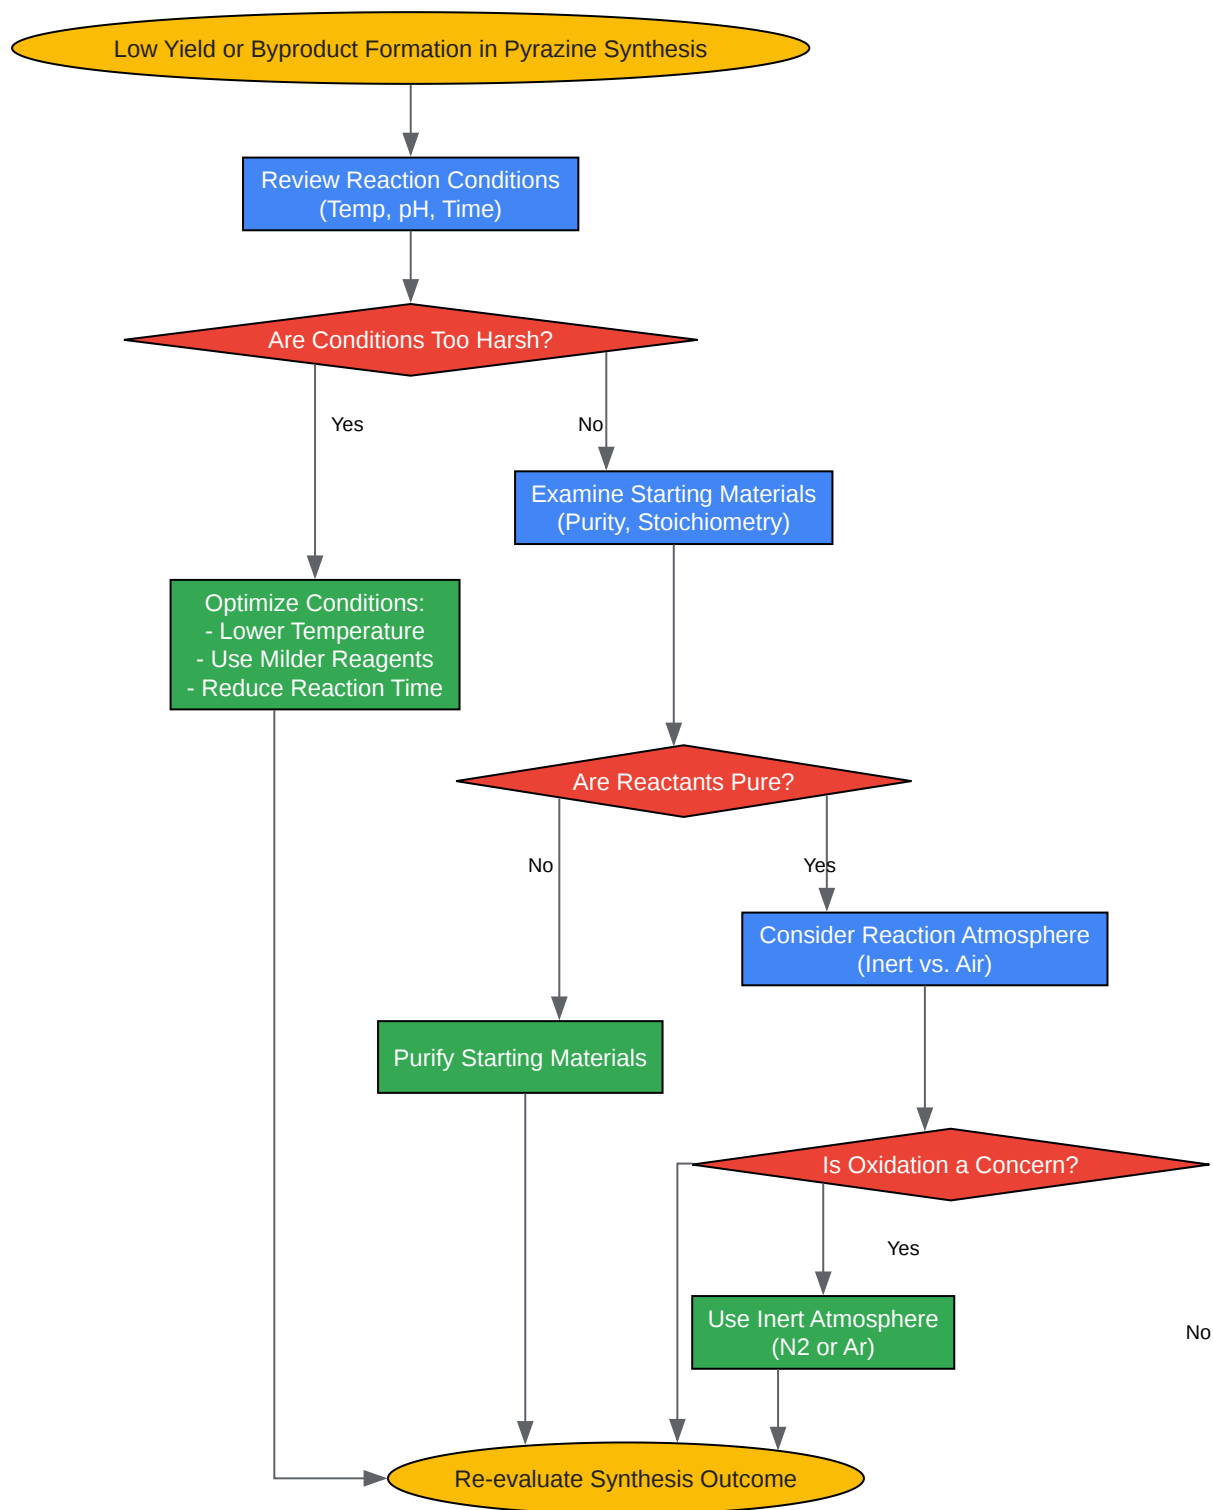 Low Yield or Byproduct Formation in Pyrazine Synthesis
Review Reaction Conditions
(Temp, pH, Time)
Are Conditions Too Harsh?
Yes
No
Examine Starting Materials
(Purity, Stoichiometry)
Optimize Conditions:
- Lower Temperature
- Use Milder Reagents
- Reduce Reaction Time
Are Reactants Pure?
No
Yes
Consider Reaction Atmosphere
(Inert vs. Air)
Purify Starting Materials
Is Oxidation a Concern?
Yes
Use Inert Atmosphere
(N2 or Ar)
No
Re-evaluate Synthesis Outcome